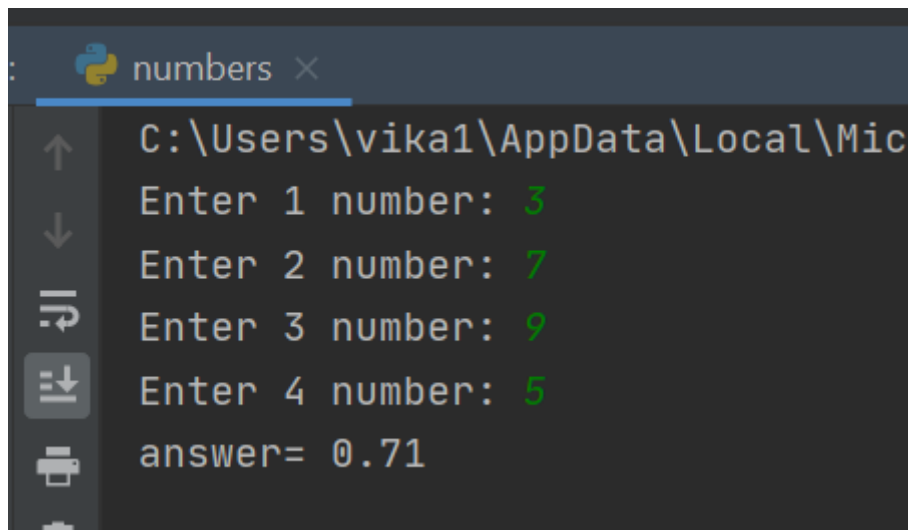 numbers
C:\Users\vika1\AppData\Local\Mic
Enter 1 number: 3
Enter 2 number: 7
Enter 3 number: 9
Enter 4 number: 5
answer= 0.71